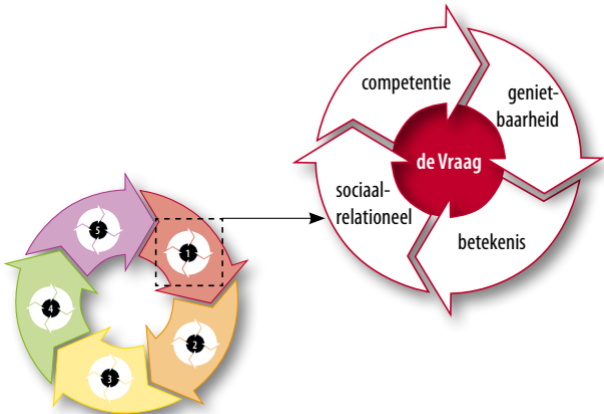 competentie
geniet-
baarheid
de Vraag
sociaal-
relationeel
betekenis
5
1
4
2
3